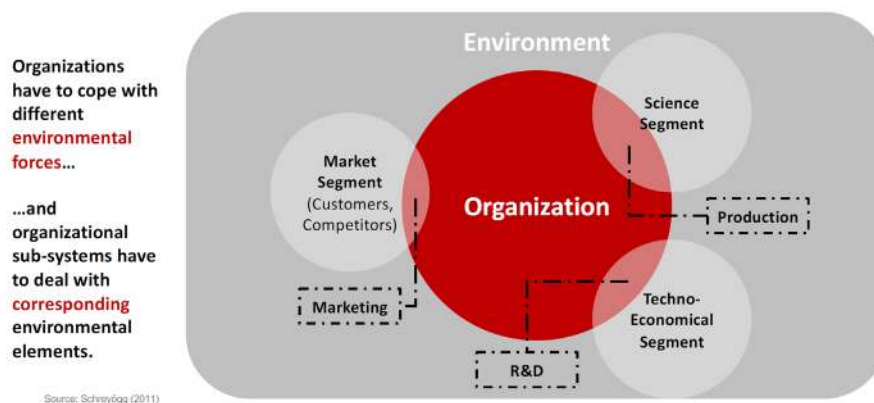 Organizations
have to cope with
different
environmental
forces…
…and
organizational
sub-systems have
to deal with
corresponding
environmental
elements.
Source: Schreyögg (2011)
Environment
Science
Segment
Market
Segment
(Customers,
Competitors)
Organization
Production
Marketing
Techno-
Economical
Segment
R&D